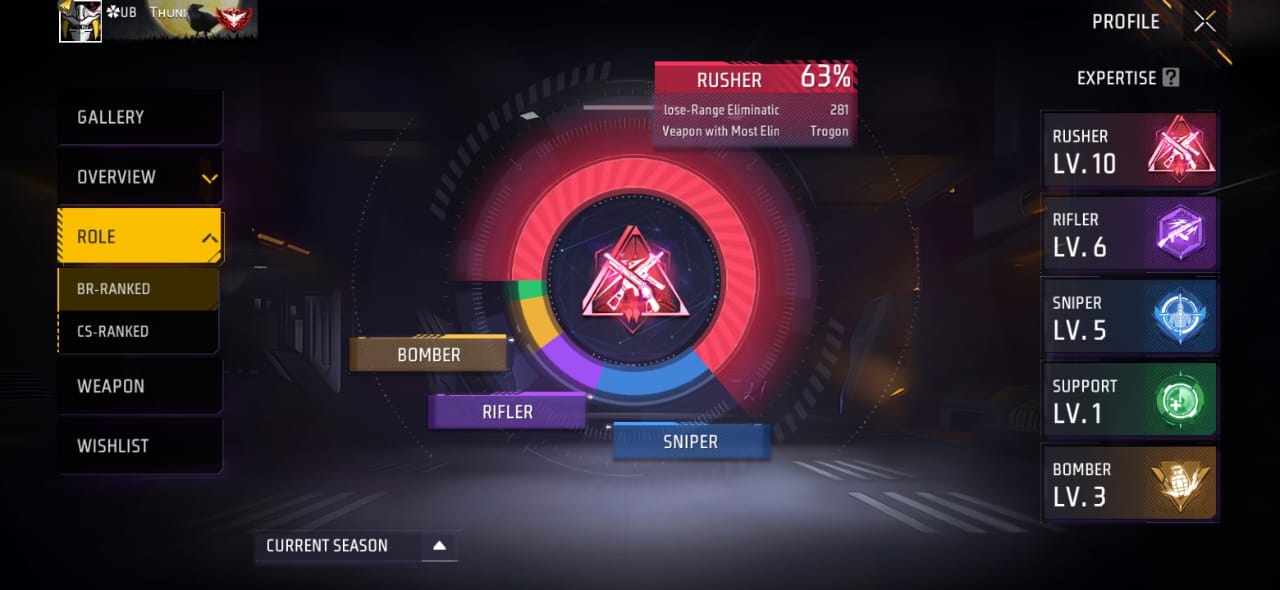 ✤UB THUNI
PROFILE
EXPERTISE ?
GALLERY
OVERVIEW
ROLE
BR-RANKED
CS-RANKED
WEAPON
WISHLIST
RUSHER 63%
lose-Range Eliminatic 281
Veapon with Most Elin Trogon
BOMBER
RIFLER
SNIPER
RUSHER
LV. 10
RIFLER
LV. 6
SNIPER
LV. 5
SUPPORT
LV. 1
BOMBER
LV. 3
CURRENT SEASON